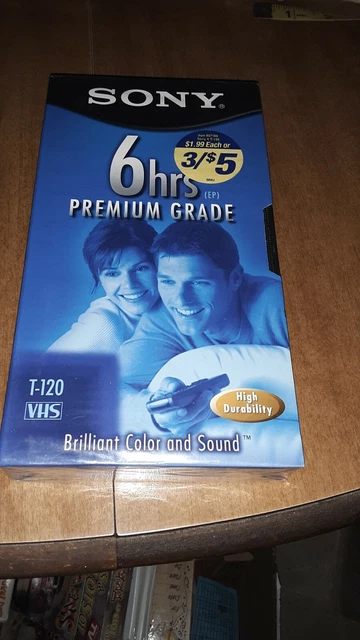 SONY®
6hrs (EP)
$1.99 Each or
3/$5
PREMIUM GRADE
T-120
VHS
High
Durability
Brilliant Color and Sound™